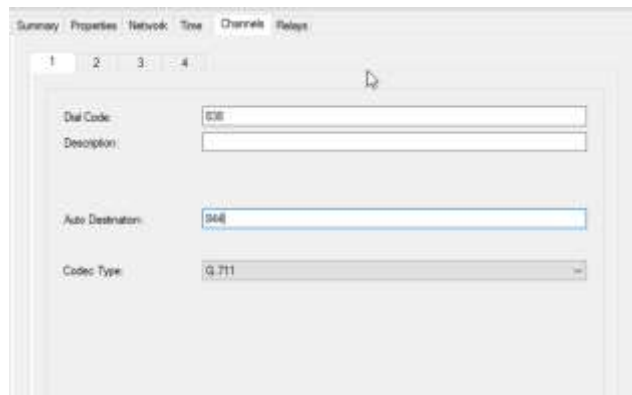 Summary Properties Network Time Channels Relays
1 2 3 4
Dial Code:
Description:
Auto Destination:
Codec Type: G.711